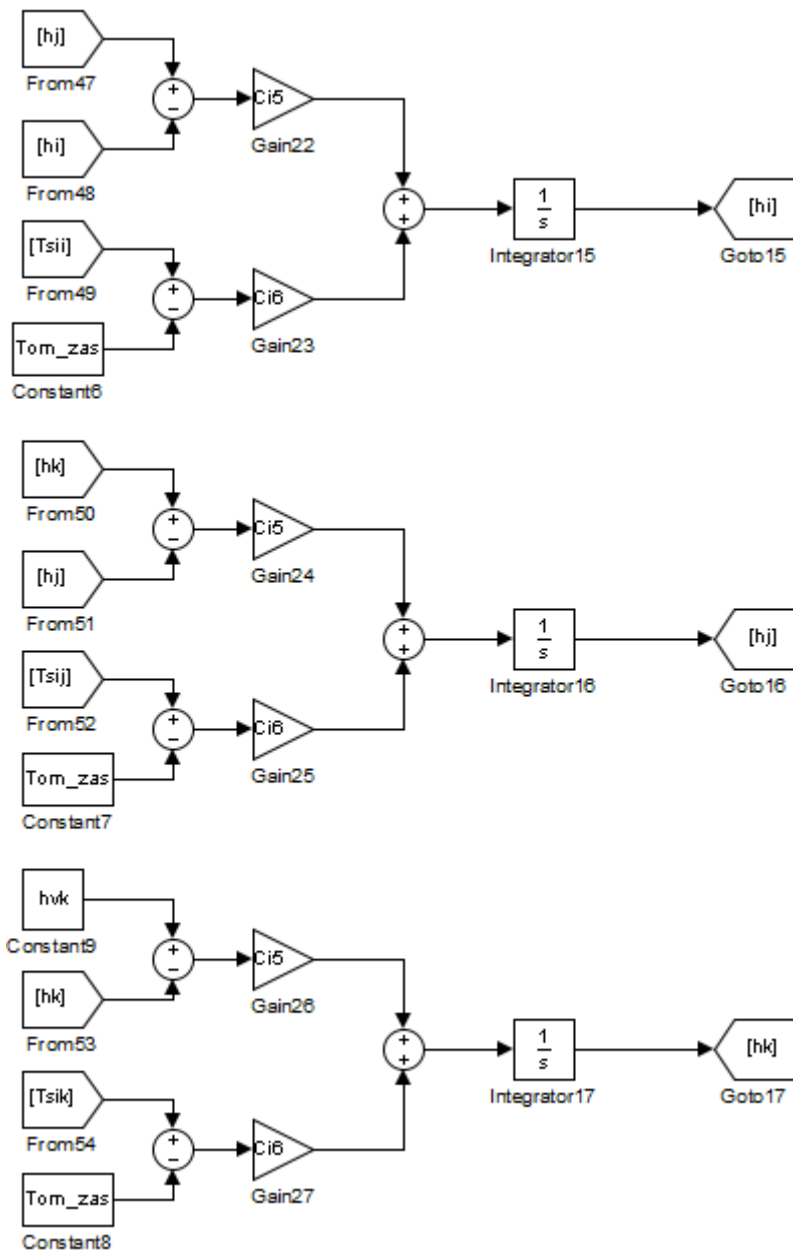 [hj]
From47
+
−
Ci5
Gain22
[hi]
From48
+
+
1
s
Integrator15
[hi]
Goto15
[Tsii]
From49
+
−
Ci6
Gain23
Tom_zas
Constant6
[hk]
From50
+
−
Ci5
Gain24
[hj]
From51
+
+
1
s
Integrator16
[hj]
Goto16
[Tsij]
From52
+
−
Ci6
Gain25
Tom_zas
Constant7
hvk
Constant9
+
−
Ci5
Gain26
[hk]
From53
+
+
1
s
Integrator17
[hk]
Goto17
[Tsik]
From54
+
−
Ci6
Gain27
Tom_zas
Constant8